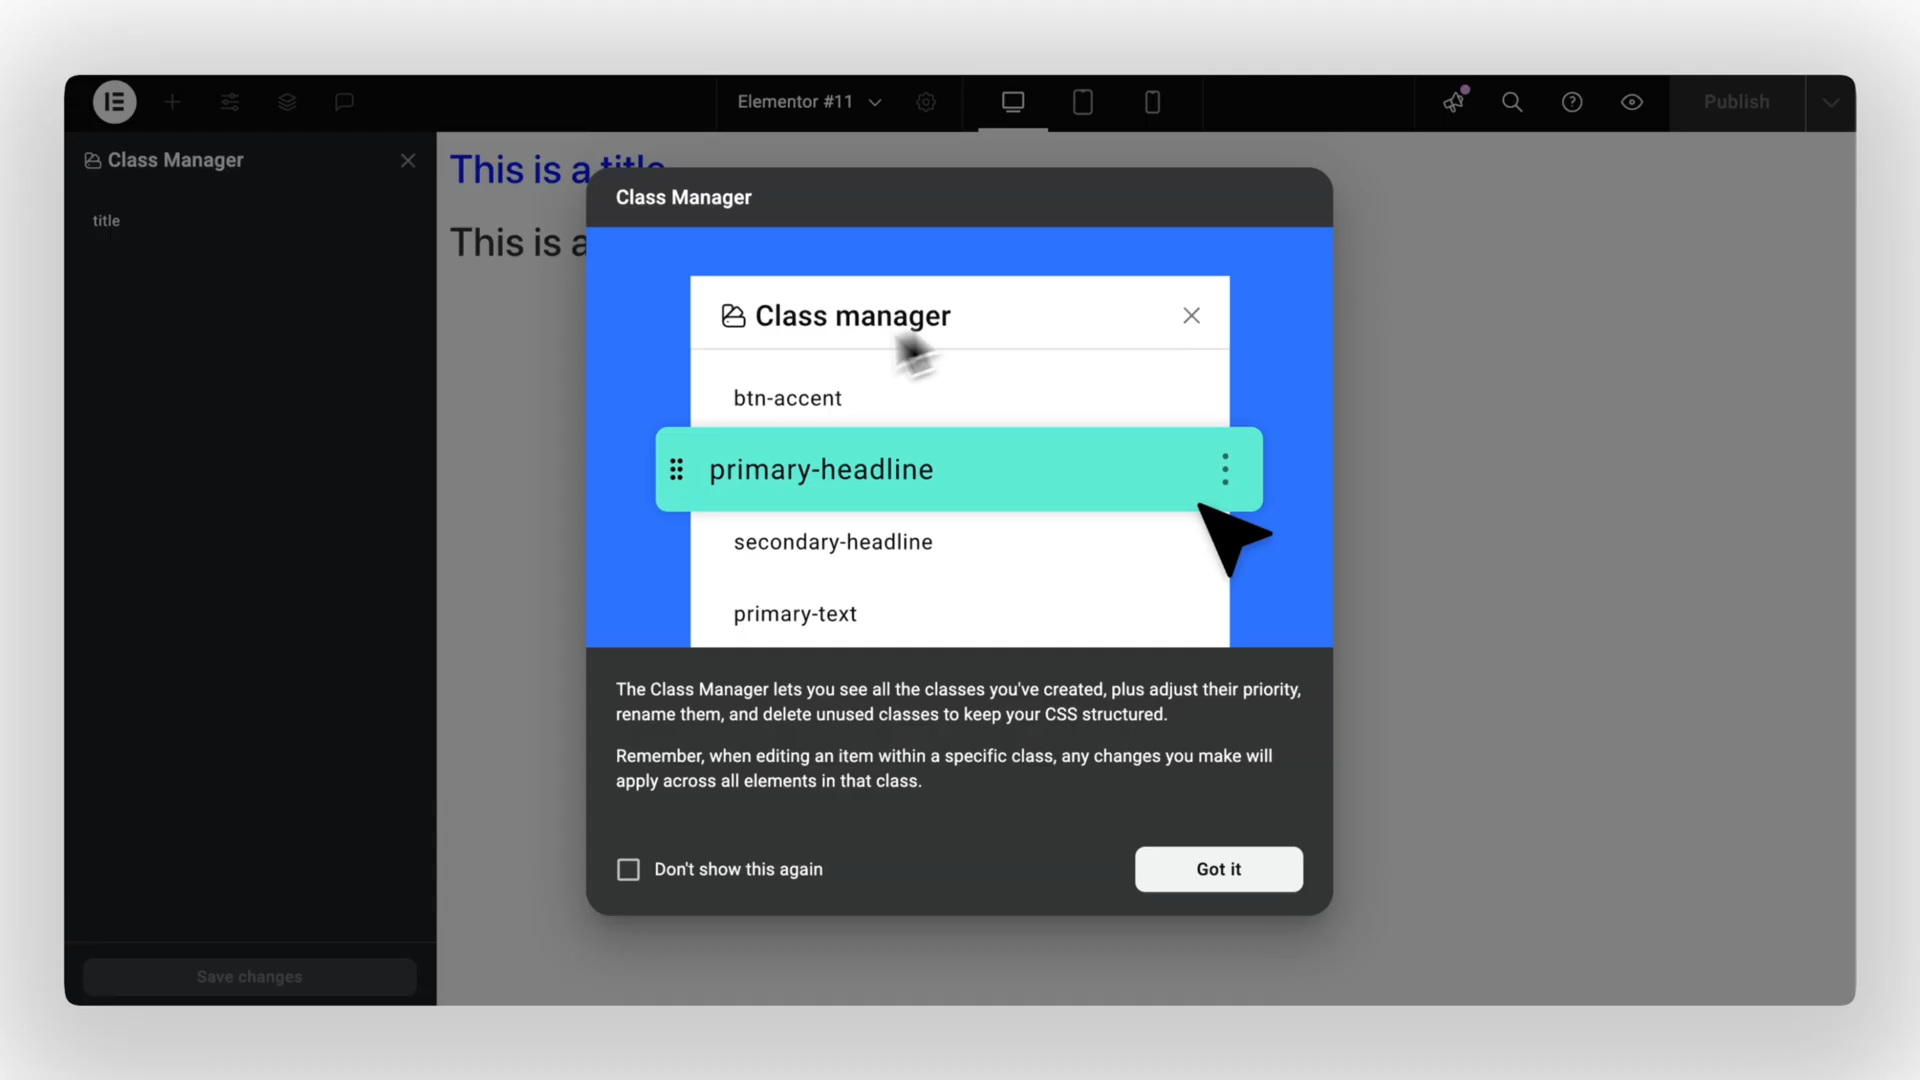 Elementor #11
Publish
Class Manager
title
This is a title
This is a
Class Manager
Class manager
btn-accent
primary-headline
secondary-headline
primary-text
The Class Manager lets you see all the classes you've created, plus adjust their priority,
rename them, and delete unused classes to keep your CSS structured.
Remember, when editing an item within a specific class, any changes you make will
apply across all elements in that class.
Don't show this again
Got it
Save changes